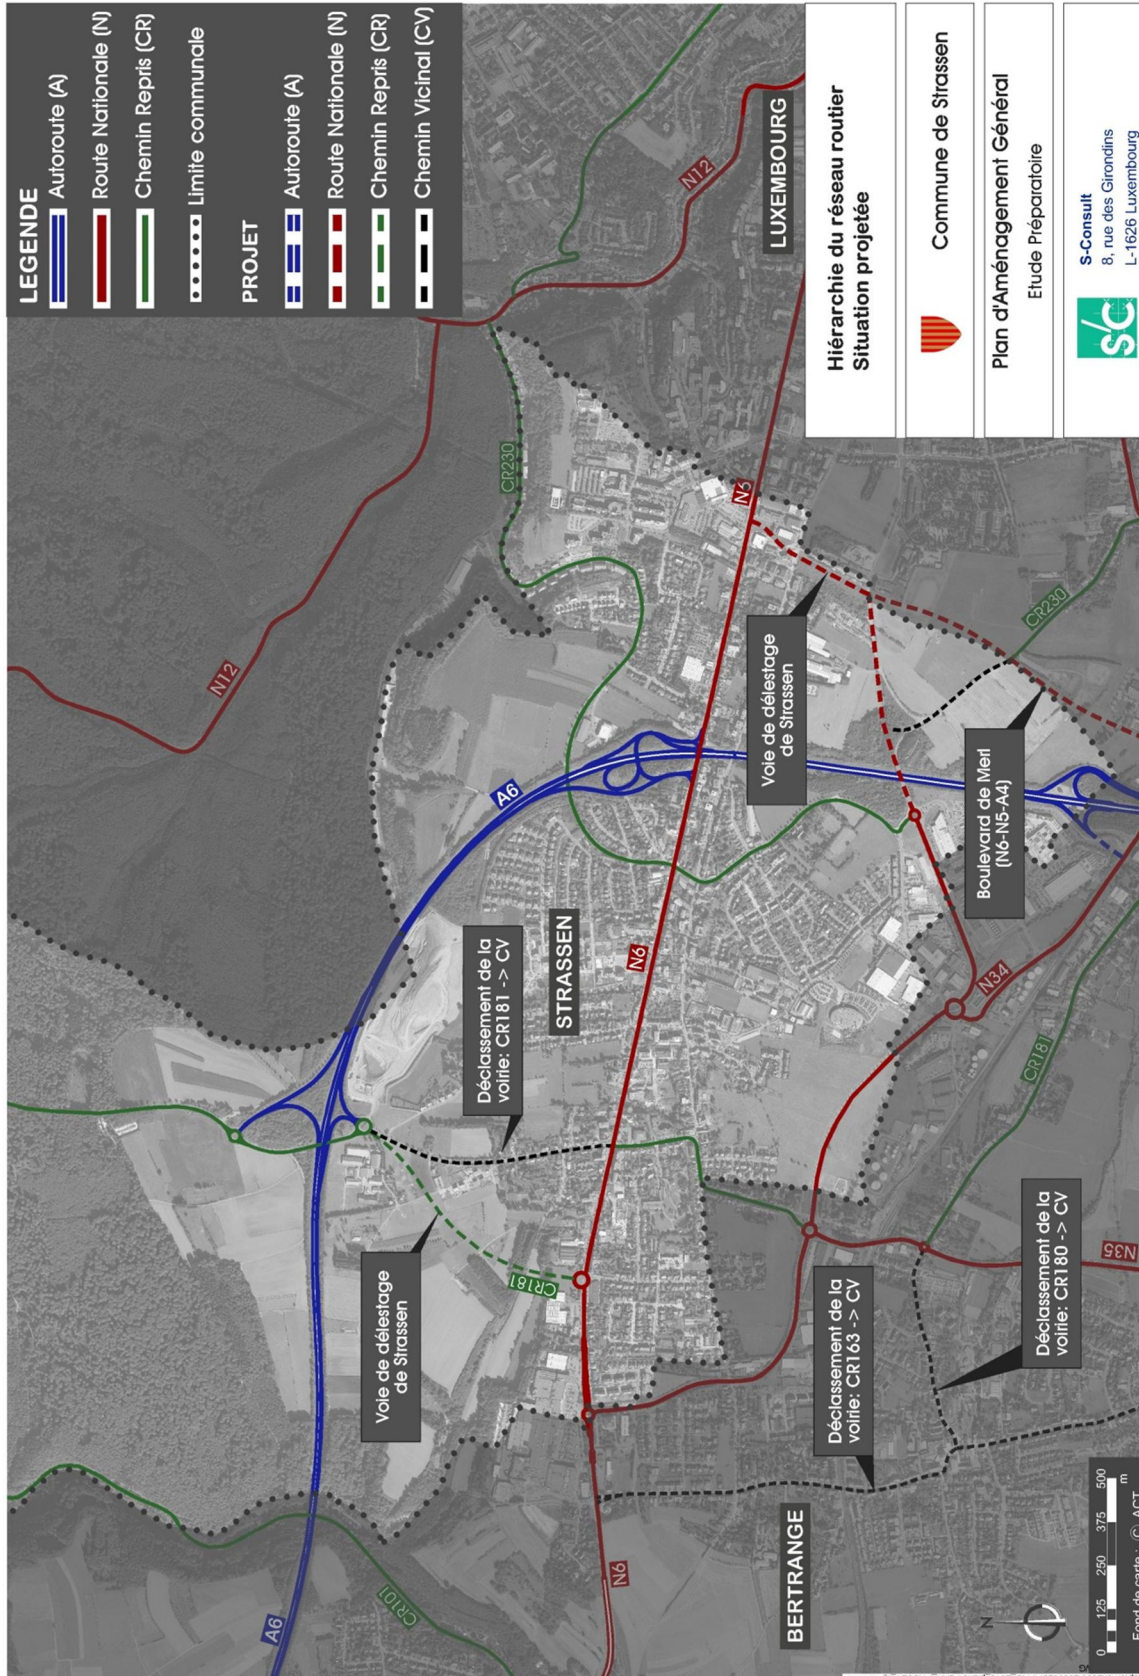 LEGENDE
Autoroute (A)
Route Nationale (N)
Chemin Repris (CR)
Limite communale
PROJET
Autoroute (A)
Route Nationale (N)
Chemin Repris (CR)
Chemin Vicinal (CV)
Hiérarchie du réseau routier
Situation projetée
Commune de Strassen
Plan d'Aménagement Général
Etude Préparatoire
S/C
S-Consult
8, rue des Girondins
L-1626 Luxembourg
LUXEMBOURG
N12
N12
CR230
N6
CR230
A6
STRASSEN
N6
Voie de délestage
de Strassen
Boulevard de Merl
(N6-N5-A4)
Déclassement de la
voirie: CR181 -> CV
N34
CR181
Voie de délestage
de Strassen
CR181
Déclassement de la
voirie: CR163 -> CV
Déclassement de la
voirie: CR180 -> CV
N35
A6
CR101
N6
BERTRANGE
N
0 125 250 375 500
m
Fond de carte : © ACT